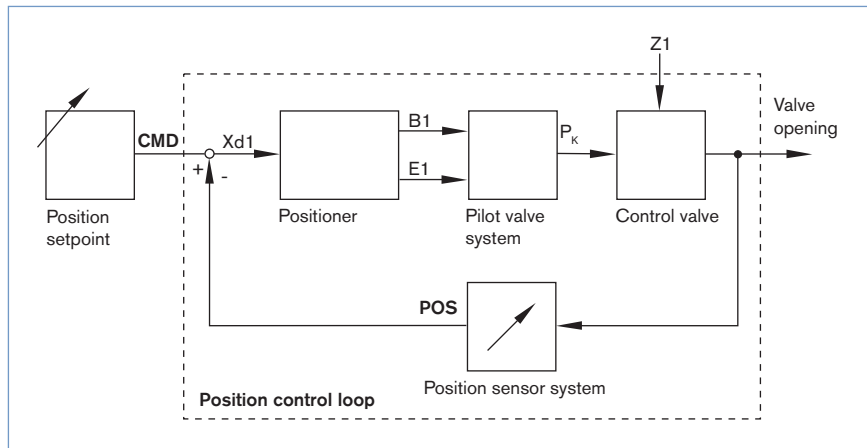 Z1
Valve
opening
CMD
Xd1
B1
E1
PK
+
-
Position
setpoint
Positioner
Pilot valve
system
Control valve
POS
Position sensor system
Position control loop